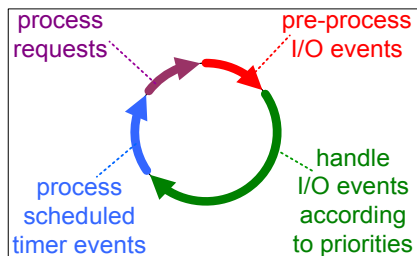 process
requests
pre-process
I/O events
handle
I/O events
according
to priorities
process
scheduled
timer events